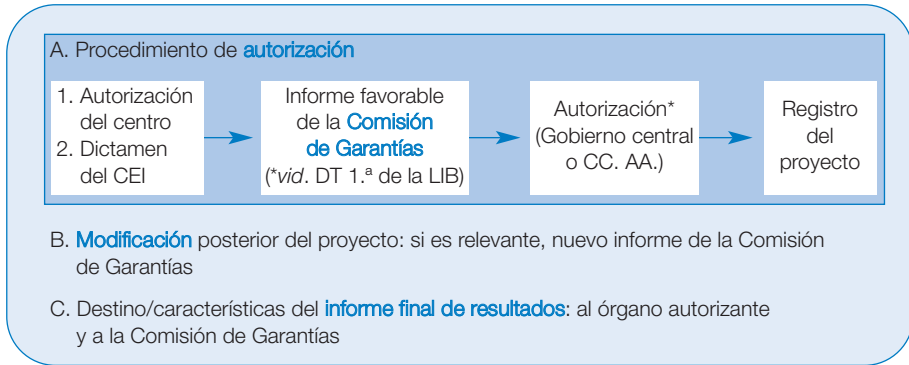 A. Procedimiento de autorización
1. Autorización
del centro
2. Dictamen
del CEI
Informe favorable
de la Comisión
de Garantías
(*vid. DT 1.ª de la LIB)
Autorización*
(Gobierno central
o CC. AA.)
Registro
del
proyecto
B. Modificación posterior del proyecto: si es relevante, nuevo informe de la Comisión
de Garantías
C. Destino/características del informe final de resultados: al órgano autorizante
y a la Comisión de Garantías